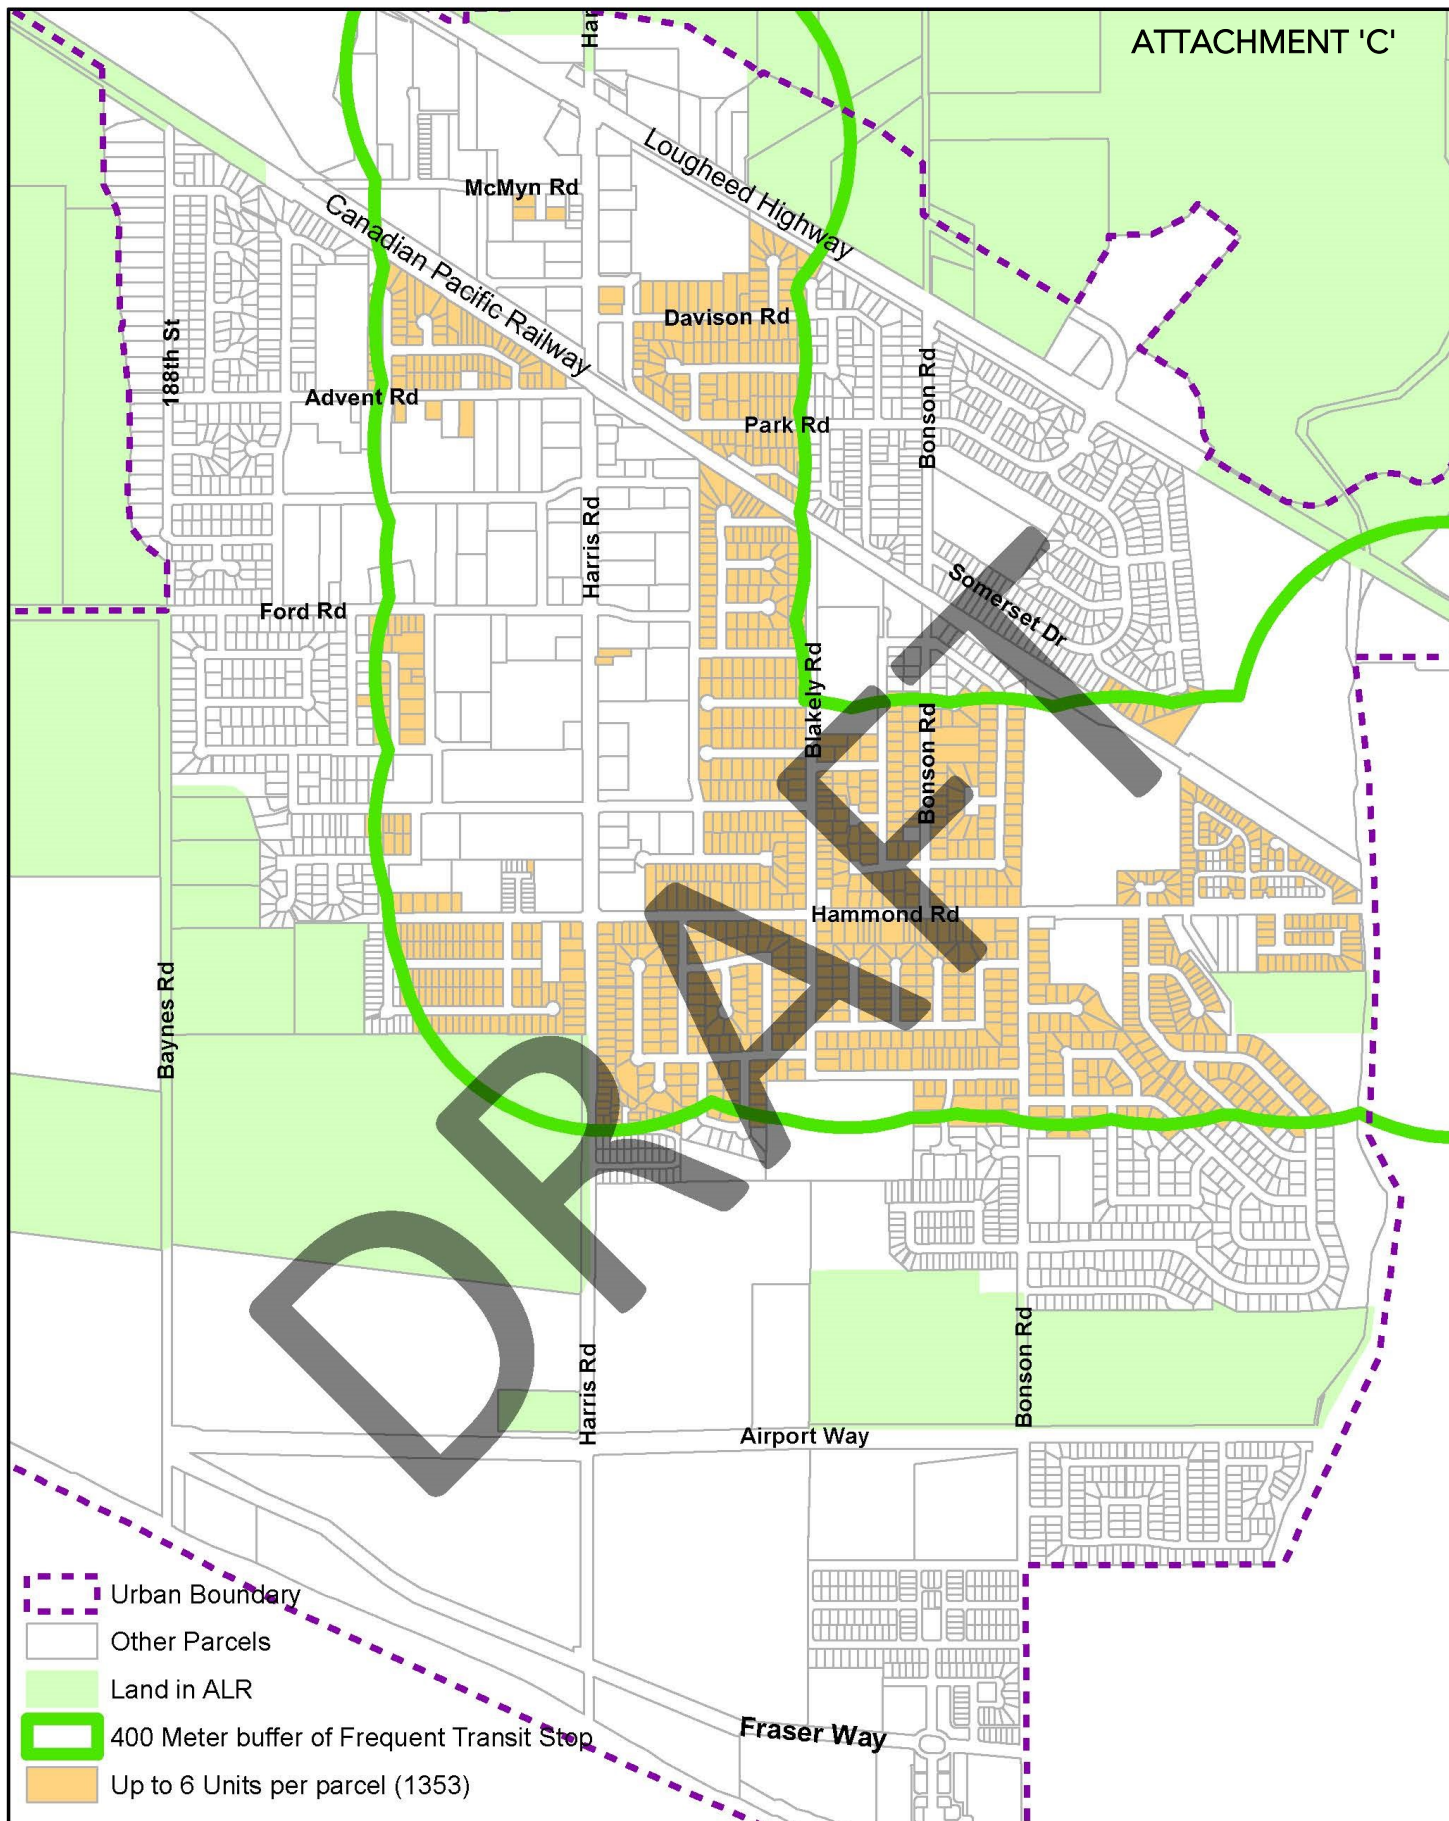 Har
ATTACHMENT 'C'
Lougheed Highway
McMyn Rd
Canadian Pacific Railway
Davison Rd
188th St
Advent Rd
Park Rd
Bonson Rd
Harris Rd
Somerset Dr
Ford Rd
Blakely Rd
Bonson Rd
Hammond Rd
Baynes Rd
DRAFT
Harris Rd
Bonson Rd
Airport Way
Fraser Way
Urban Boundary
Other Parcels
Land in ALR
400 Meter buffer of Frequent Transit Stop
Up to 6 Units per parcel (1353)